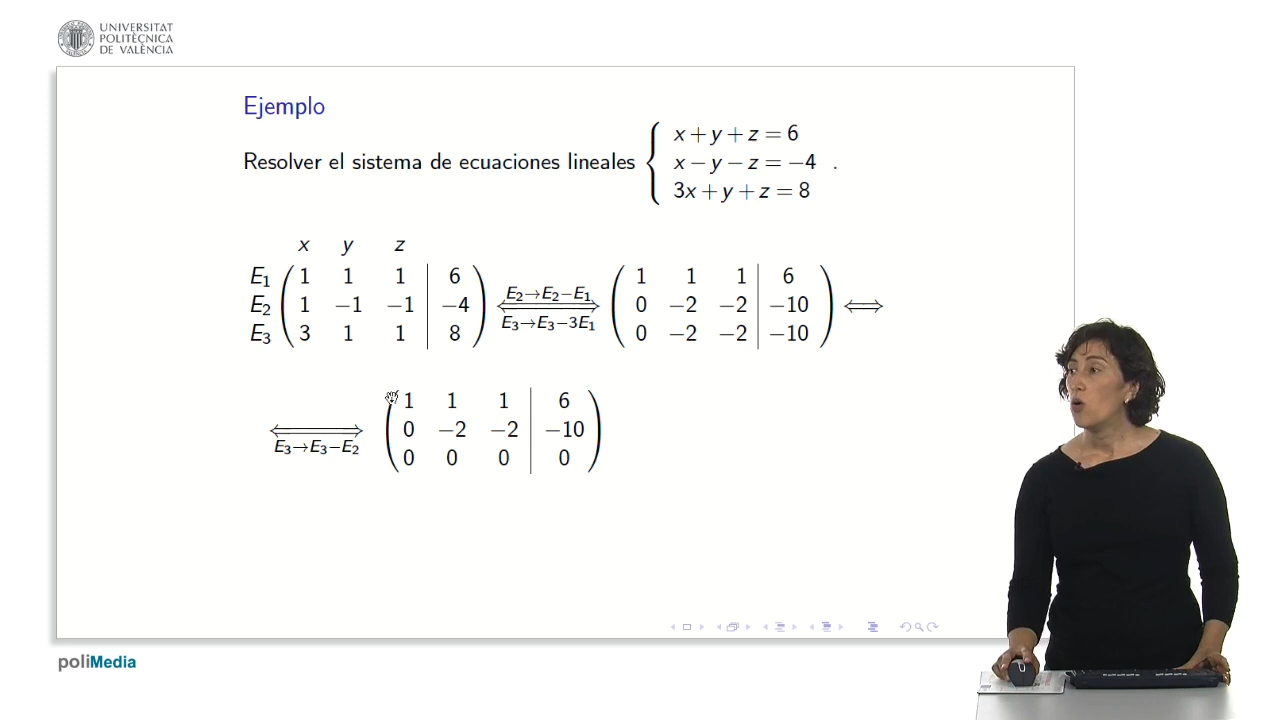 UNIVERSITAT
POLITÈCNICA
DE VALÈNCIA
Ejemplo
x + y + z = 6
Resolver el sistema de ecuaciones lineales { x − y − z = −4 .
3x + y + z = 8
x y z
E₁ 1 1 1 | 6
E₂ 1 −1 −1 | −4
E₃ 3 1 1 | 8
E₂→E₂−E₁
⟺
E₃→E₃−3E₁
1 1 1 | 6
0 −2 −2 | −10
0 −2 −2 | −10
⟺
⟺
E₃→E₃−E₂
1 1 1 | 6
0 −2 −2 | −10
0 0 0 | 0
poliMedia